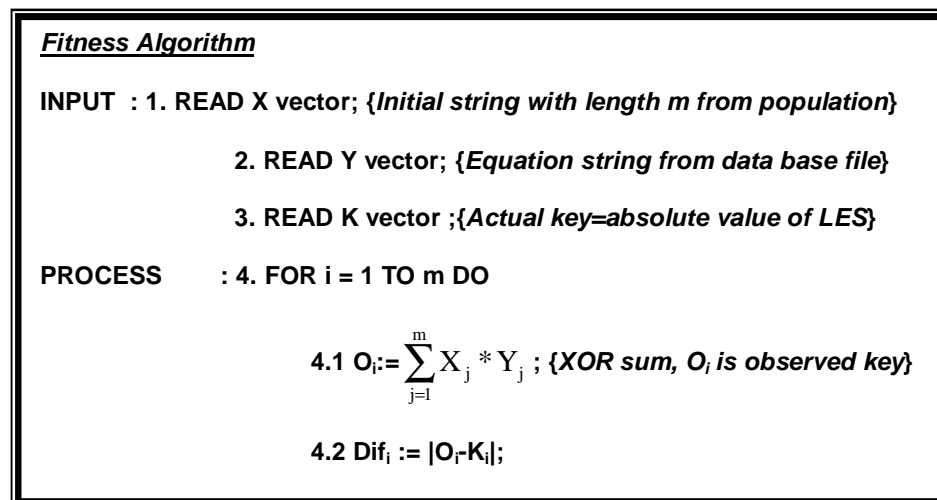 Fitness Algorithm
INPUT : 1. READ X vector; {Initial string with length m from population}
2. READ Y vector; {Equation string from data base file}
3. READ K vector ;{Actual key=absolute value of LES}
PROCESS : 4. FOR i = 1 TO m DO
4.1 Oᵢ:= ∑_{j=1}^{m} X_j * Y_j ; {XOR sum, Oᵢ is observed key}
4.2 Difᵢ := |Oᵢ-Kᵢ|;